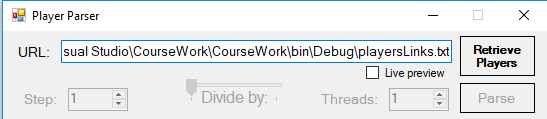 Player Parser
URL: sual Studio\CourseWork\CourseWork\bin\Debug\playersLinks.txt
Retrieve
Players
Live preview
Step: 1 Divide by: Threads: 1 Parse